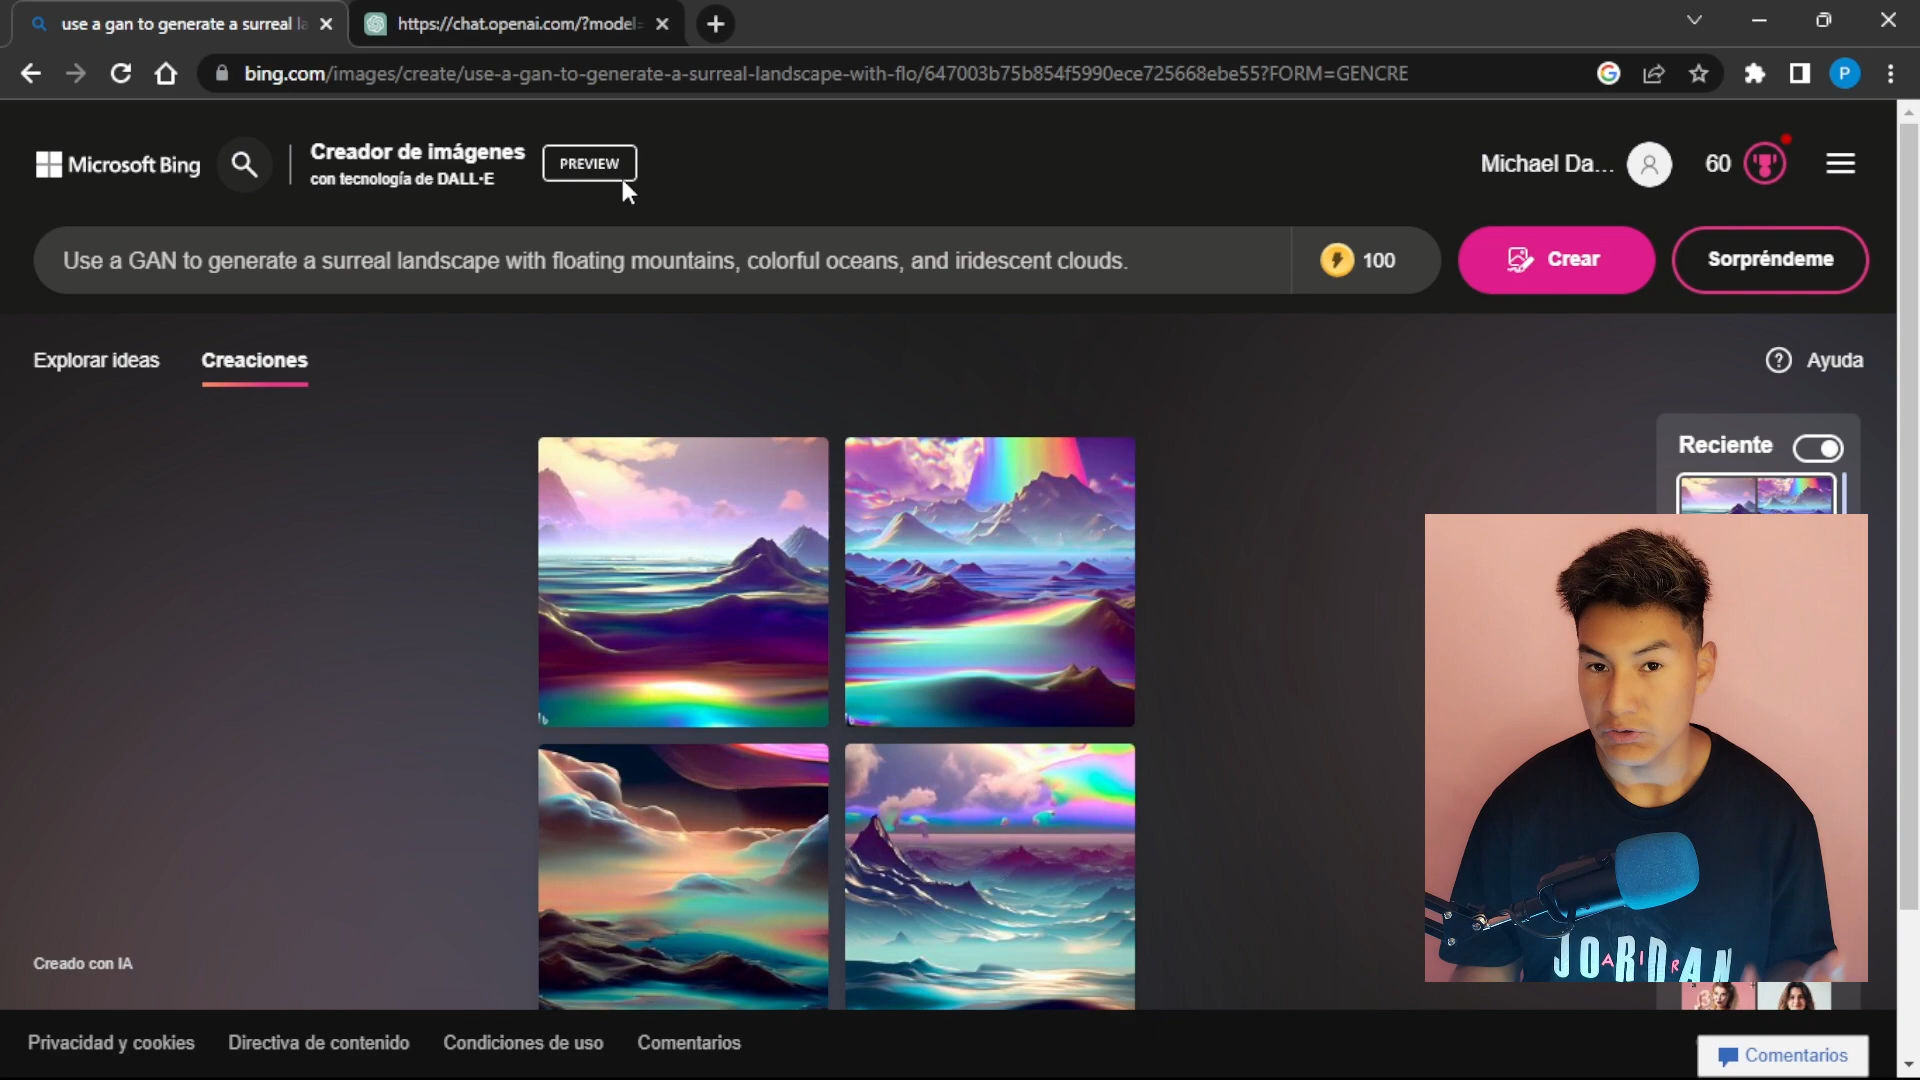 use a gan to generate a surreal la
https://chat.openai.com/?model=
bing.com/images/create/use-a-gan-to-generate-a-surreal-landscape-with-flo/647003b75b854f5990ece725668ebe55?FORM=GENCRE
P
Microsoft Bing
Creador de imágenes
con tecnología de DALL·E
PREVIEW
Michael Da...
60
Use a GAN to generate a surreal landscape with floating mountains, colorful oceans, and iridescent clouds.
100
Crear
Sorpréndeme
Explorar ideas
Creaciones
Ayuda
Reciente
JORDAN
AIR
Creado con IA
Privacidad y cookies
Directiva de contenido
Condiciones de uso
Comentarios
Comentarios